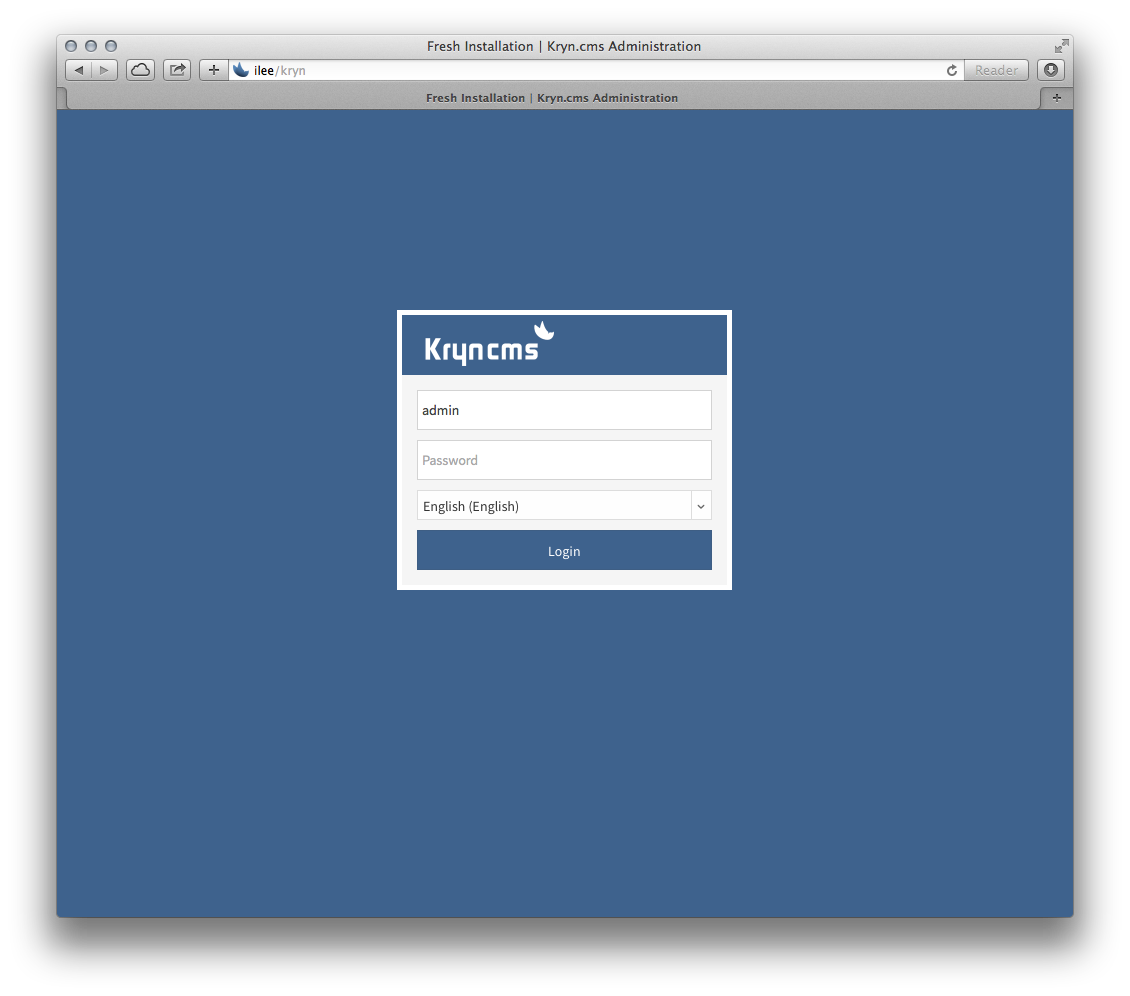 Fresh Installation | Kryn.cms Administration
ilee/kryn
Reader
Fresh Installation | Kryn.cms Administration
Kryncms
admin
Password
English (English)
Login